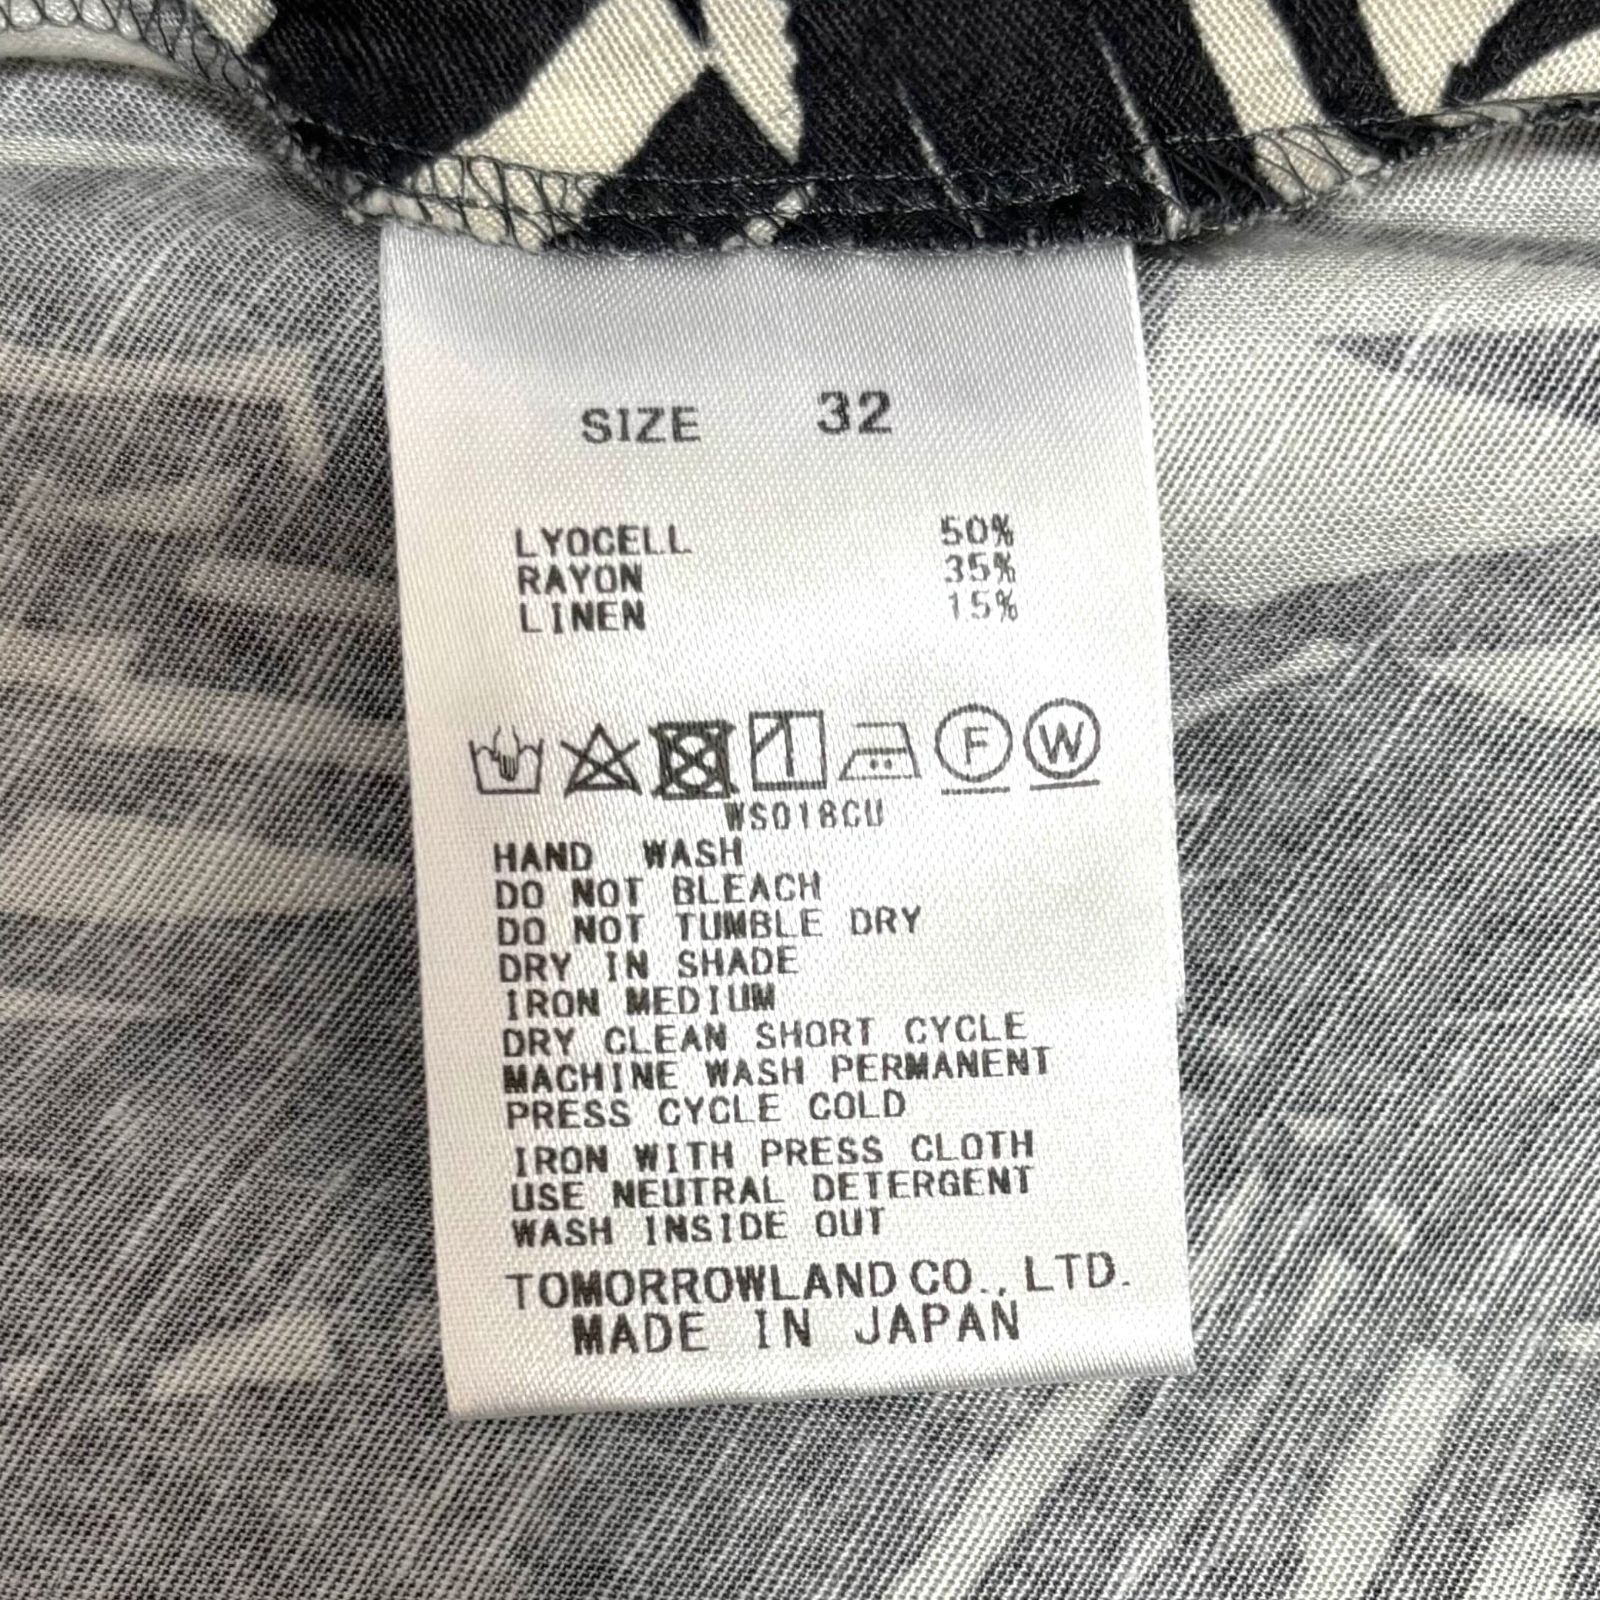 SIZE 32
LYOCELL 50%
RAYON 35%
LINEN 15%
F W
WS018CU
HAND WASH
DO NOT BLEACH
DO NOT TUMBLE DRY
DRY IN SHADE
IRON MEDIUM
DRY CLEAN SHORT CYCLE
MACHINE WASH PERMANENT
PRESS CYCLE COLD
IRON WITH PRESS CLOTH
USE NEUTRAL DETERGENT
WASH INSIDE OUT
TOMORROWLAND CO., LTD.
MADE IN JAPAN